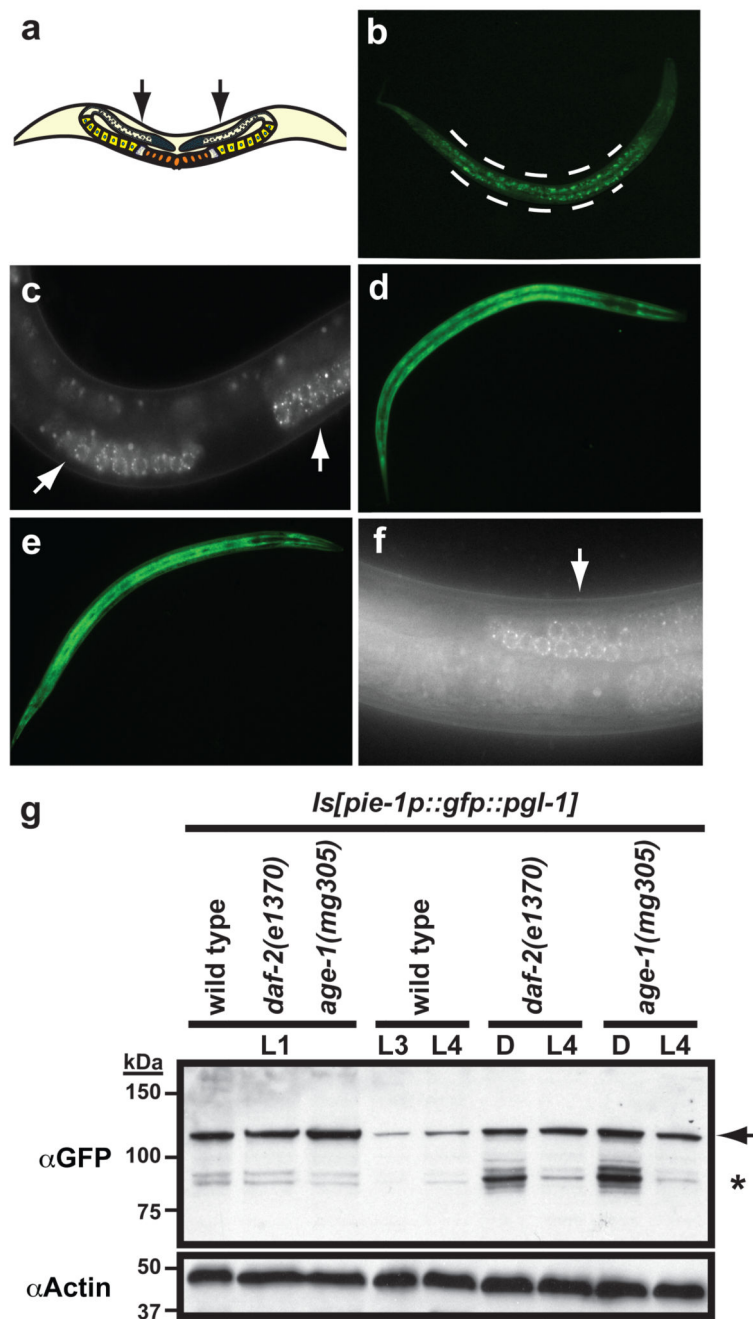 a
b
c
d
e
f
g
Is[pie-1p::gfp::pgl-1]
wild type
daf-2(e1370)
age-1(mg305)
wild type
daf-2(e1370)
age-1(mg305)
L1
L3 L4 D L4 D L4
kDa
150
100
75
αGFP
*
50
37
αActin